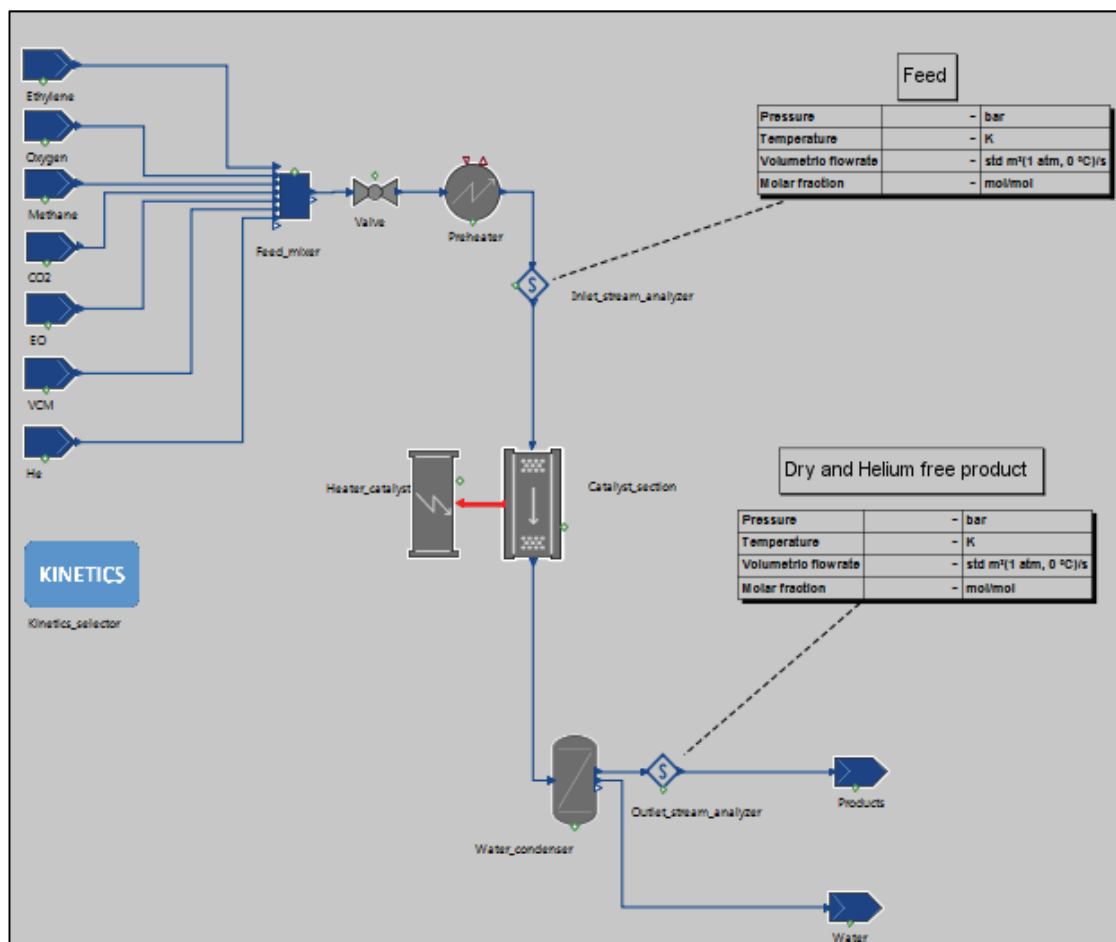 Feed
Ethylene
Pressure - bar
Temperature - K
Volumetric flowrate - std m³(1 atm, 0 ºC)/s
Molar fraction - mol/mol
Oxygen
Methane
Valve
Preheater
Feed_mixer
CO2
Inlet_stream_analyzer
S
EO
VCM
He
Dry and Helium free product
Heater_catalyst
Catalyst_section
Pressure - bar
Temperature - K
Volumetric flowrate - std m³(1 atm, 0 ºC)/s
Molar fraction - mol/mol
KINETICS
Kinetics_selector
S
Products
Outlet_stream_analyzer
Water_condenser
Water